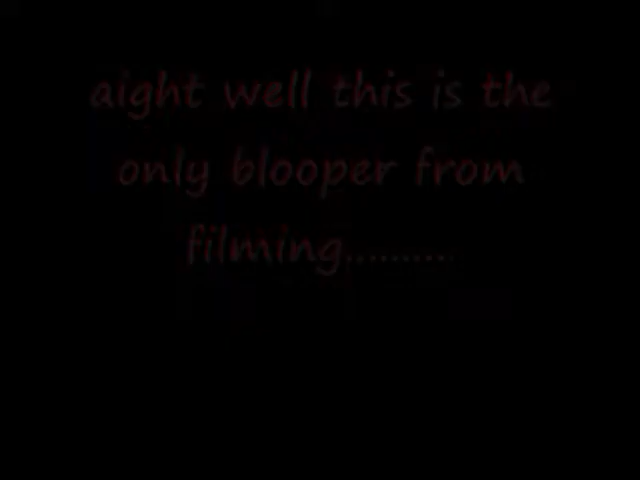 aight well this is the
only blooper from
filming.........